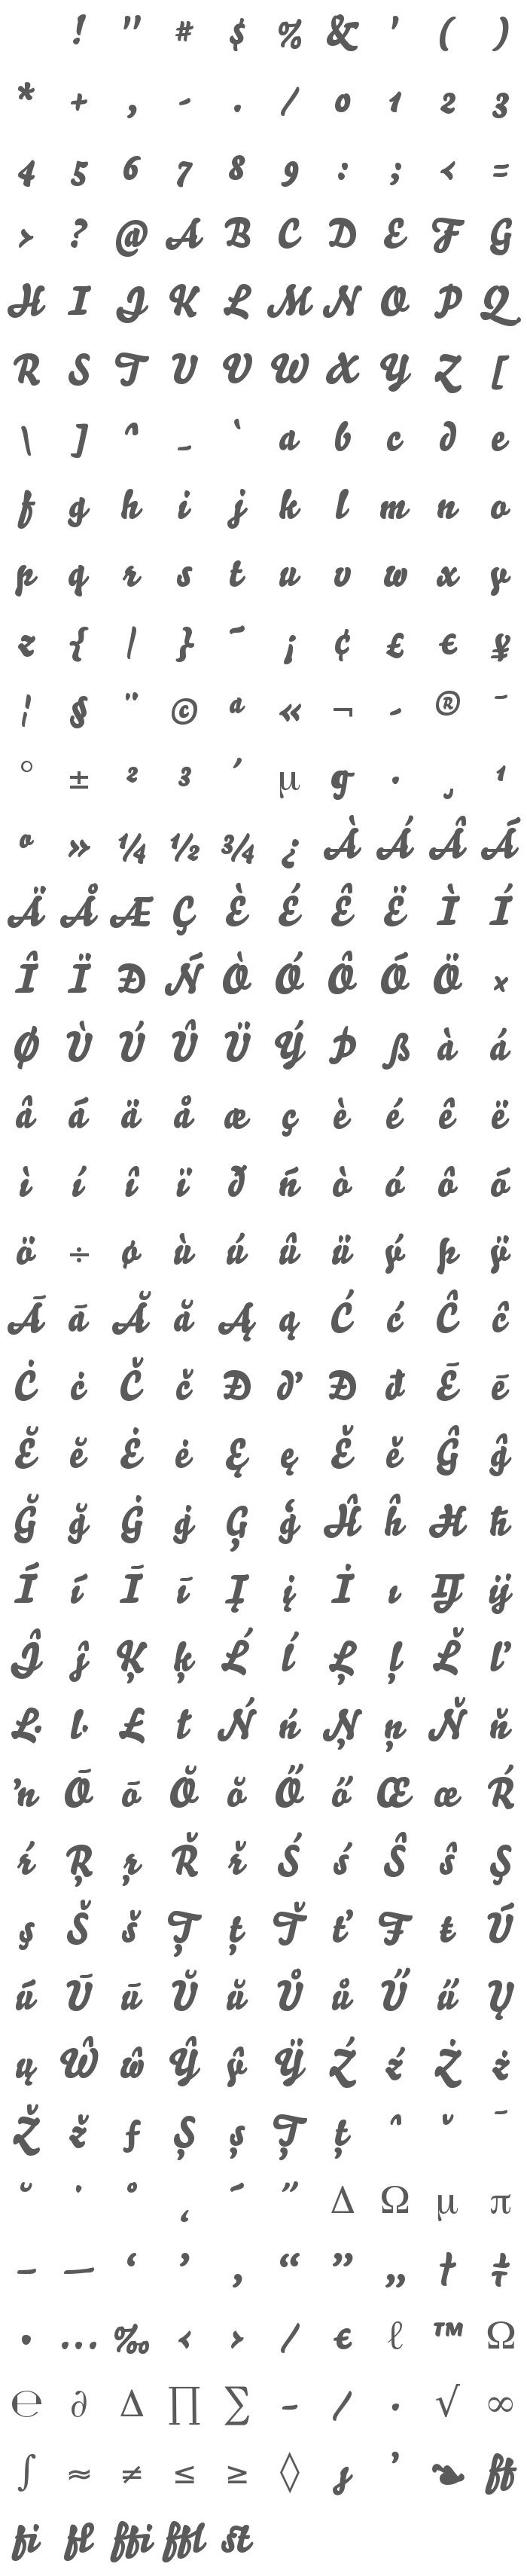 ! " # $ % & ' ( )
* + , - . / 0 1 2 3
4 5 6 7 8 9 : ; < =
> ? @ A B C D E F G
H I J K L M N O P Q
R S T U V W X Y Z [
\ ] ^ _ ` a b c d e
f g h i j k l m n o
p q r s t u v w x y
z { | } ~ ¡ ¢ £ € ¥
¦ § ¨ © ª « ¬ - ® ¯
° ± ² ³ ´ µ ¶ · ¸ ¹
º » ¼ ½ ¾ ¿ À Á Â Ã
Ä Å Æ Ç È É Ê Ë Ì Í
Î Ï Ð Ñ Ò Ó Ô Õ Ö ×
Ø Ù Ú Û Ü Ý Þ ß à á
â ã ä å æ ç è é ê ë
ì í î ï ð ñ ò ó ô õ
ö ÷ ø ù ú û ü ý þ ÿ
Ā ā Ă ă Ą ą Ć ć Ĉ ĉ
Ċ ċ Č č Ď ď Đ đ Ē ē
Ĕ ĕ Ė ė Ę ę Ě ě Ĝ ĝ
Ğ ğ Ġ ġ Ģ ģ Ĥ ĥ Ħ ħ
Ĩ ĩ Ī ī Į į İ ı Ĳ ĳ
Ĵ ĵ Ķ ķ Ĺ ĺ Ļ ļ Ľ ľ
Ŀ ŀ Ł ł Ń ń Ņ ņ Ň ň
ŉ Ō ō Ŏ ŏ Ő ő Œ œ Ŕ
ŕ Ŗ ŗ Ř ř Ś ś Ŝ ŝ Ş
ş Š š Ţ ţ Ť ť Ŧ ŧ Ũ
ũ Ū ū Ŭ ŭ Ů ů Ű ű Ų
ų Ŵ ŵ Ŷ ŷ Ÿ Ź ź Ż ż
Ž ž ƒ Ș ș Ț ț ˆ ˇ ˉ
˘ ˙ ˚ ˛ ˜ ˝ Δ Ω μ π
– — ‘ ’ ‚ “ ” „ † ‡
• … ‰ ‹ › ⁄ € ℓ ™ Ω
℮ ∂ ∆ ∏ ∑ − ∕ ∙ √ ∞
∫ ≈ ≠ ≤ ≥ ◊ ȷ ’ ❧ ff
fi fl ffi ffl st